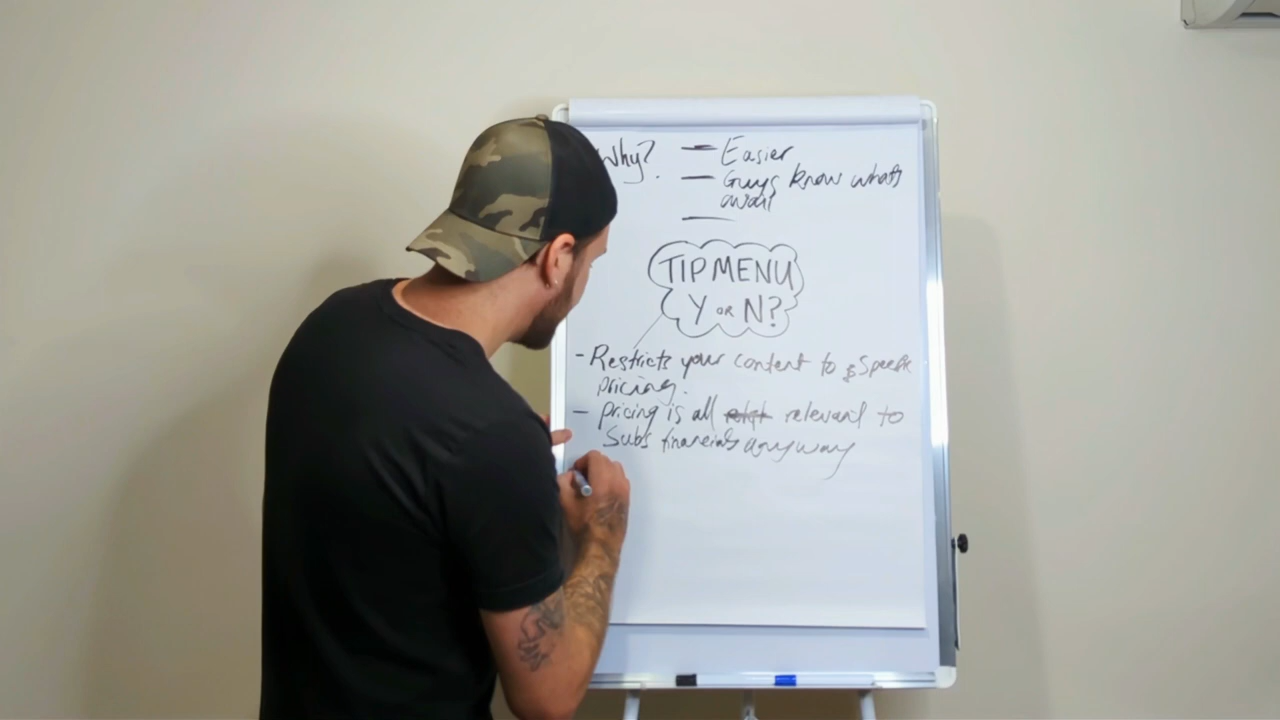 Why? - Easier
- Guys know whats
avail
-
TIP MENU
Y OR N?
- Restricts your content to $ Specific
pricing.
- pricing is all relevant to
Subs financials anyway